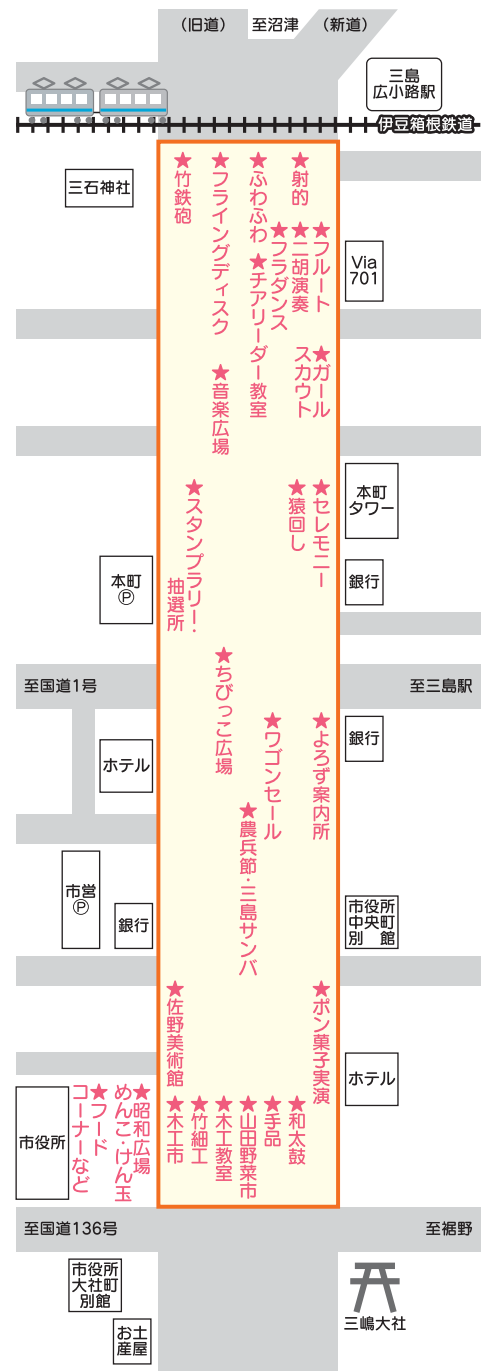 (旧道)
至沼津
(新道)
三島
広小路駅
伊豆箱根鉄道
三石神社
★竹鉄砲
★フライングディスク
★ふわふわ
★射的
★フラダンス
★二胡演奏
★フルート
Via
701
★チアリーダー教室
★ガール
スカウト
★音楽広場
★スタンプラリー・
抽選所
★猿回し
★セレモニー
本町
タワー
本町
Ⓟ
銀行
★ちびっこ広場
至国道1号
至三島駅
★ワゴンセール
★よろず案内所
銀行
ホテル
★農兵節・三島サンバ
市営
Ⓟ
銀行
市役所
中央町
別 館
★佐野美術館
★ポン菓子実演
ホテル
市役所
★昭和広場
めんこ・けん玉
★フード
コーナーなど
★木工市
★竹細工
★木工教室
★山田野菜市
★手品
★和太鼓
至国道136号
至裾野
市役所
大社町
別館
お土
産屋
三嶋大社